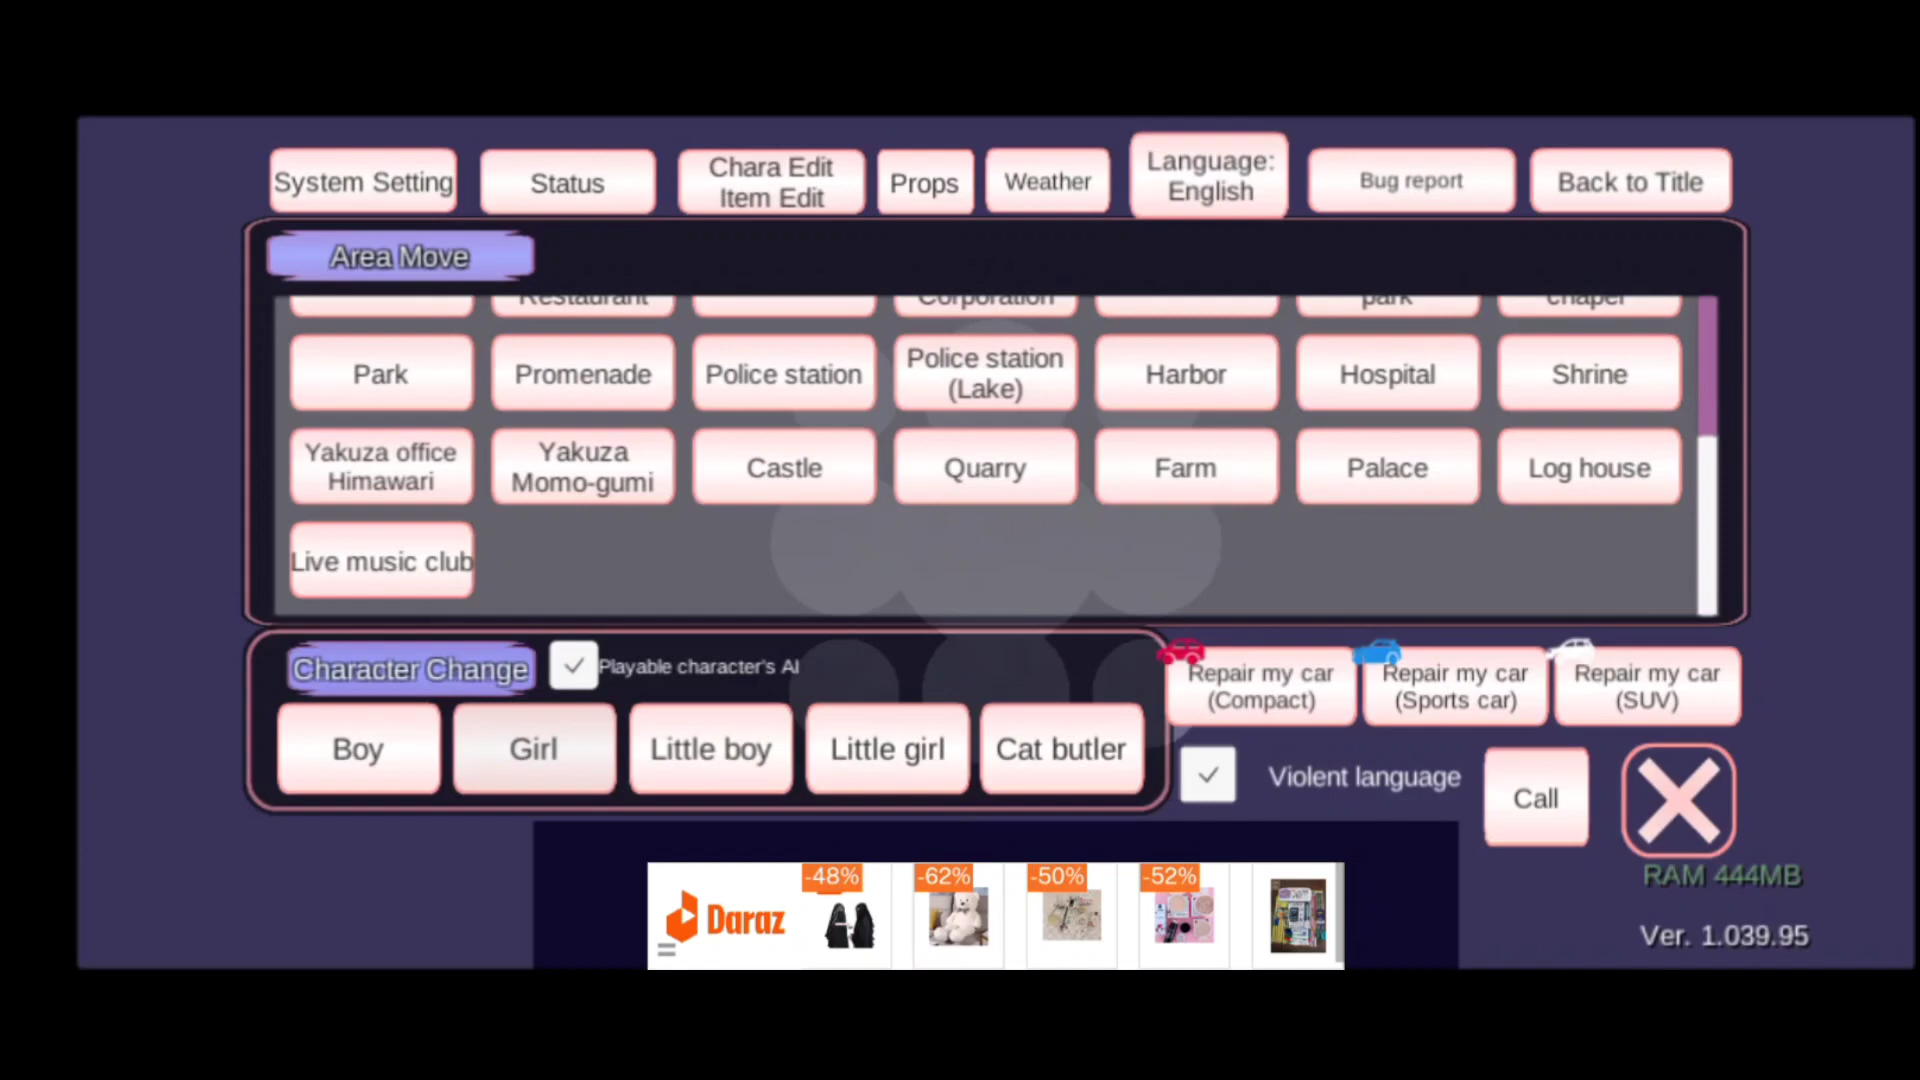 System Setting
Status
Chara Edit
Item Edit
Props
Weather
Language:
English
Bug report
Back to Title
Area Move
Restaurant
Corporation
park
chapel
Park
Promenade
Police station
Police station
(Lake)
Harbor
Hospital
Shrine
Yakuza office
Himawari
Yakuza
Momo-gumi
Castle
Quarry
Farm
Palace
Log house
Live music club
Character Change
Playable character's AI
Repair my car
(Compact)
Repair my car
(Sports car)
Repair my car
(SUV)
Boy
Girl
Little boy
Little girl
Cat butler
Violent language
Call
RAM 444MB
Ver. 1.039.95
Daraz
-48%
-62%
-50%
-52%